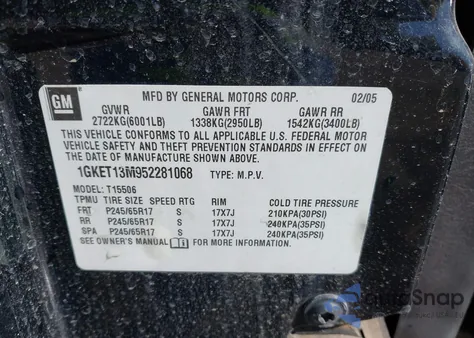 GM
MFD BY GENERAL MOTORS CORP. 02/05
GVWR GAWR FRT GAWR RR
2722KG(6001LB) 1338KG(2950LB) 1542KG(3400LB)
THIS VEHICLE CONFORMS TO ALL APPLICABLE U.S. FEDERAL MOTOR
VEHICLE SAFETY AND THEFT PREVENTION STANDARDS IN EFFECT ON
THE DATE OF MANUFACTURE SHOWN ABOVE.
1GKET13M952281068 TYPE: M.P.V.
MODEL: T15506
TPMU TIRE SIZE SPEED RTG RIM COLD TIRE PRESSURE
FRT P245/65R17 S 17X7J 210KPA(30PSI)
RR P245/65R17 S 17X7J 240KPA(35PSI)
SPA P245/65R17 S 17X7J 240KPA(35PSI)
SEE OWNER'S MANUAL FOR MORE INFORMATION.
AutoSnap